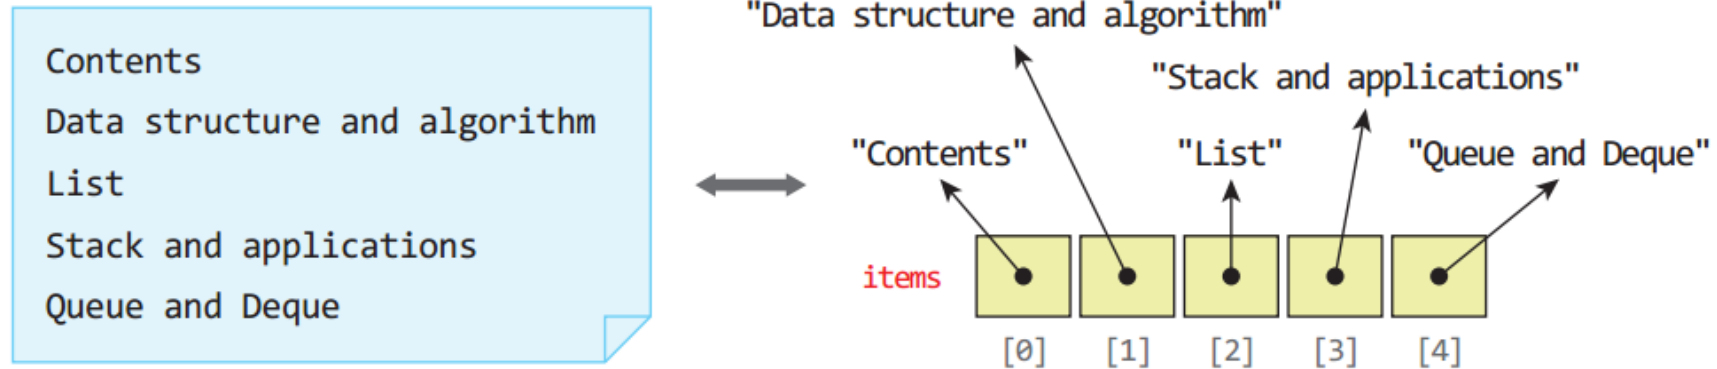 Contents
Data structure and algorithm
List
Stack and applications
Queue and Deque
"Data structure and algorithm"
"Stack and applications"
"Contents" "List" "Queue and Deque"
items
[0] [1] [2] [3] [4]